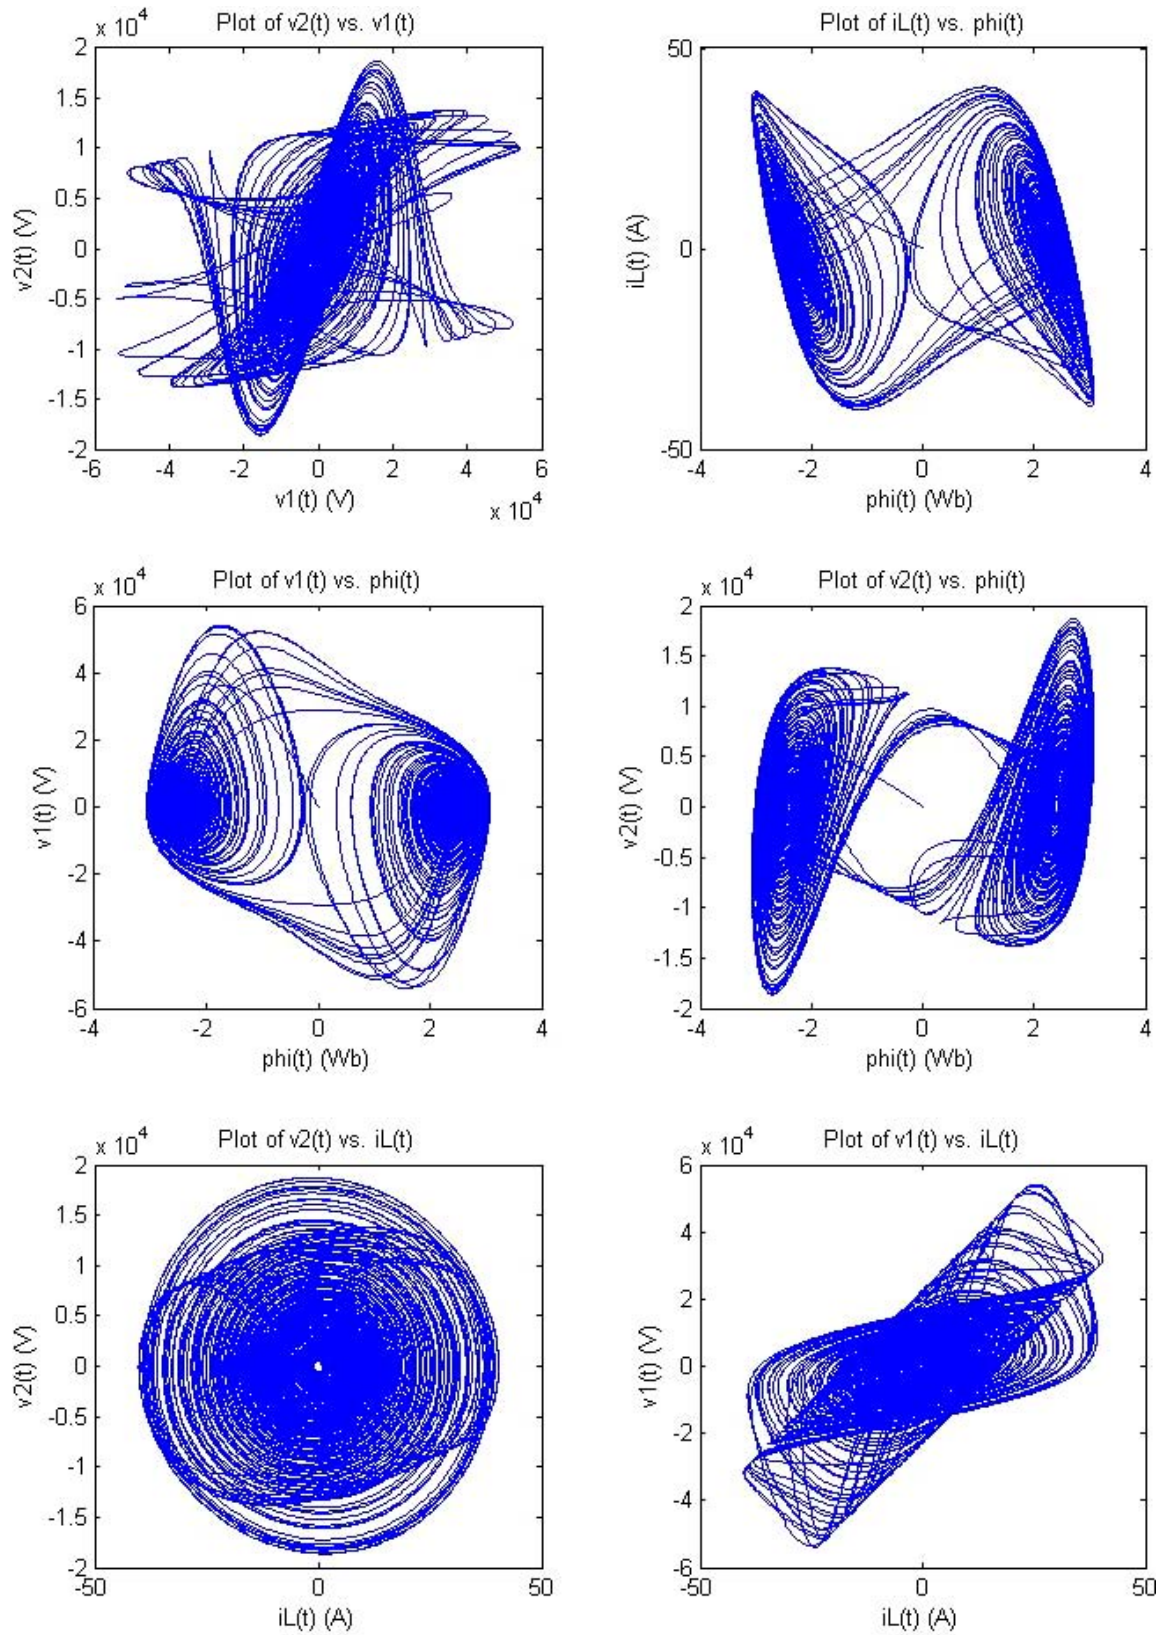 Plot of v2(t) vs. v1(t)
x 10^4
2
1.5
1
0.5
0
-0.5
-1
-1.5
-2
v2(t) (V)
-6 -4 -2 0 2 4 6
v1(t) (V)
x 10^4
Plot of iL(t) vs. phi(t)
50
0
-50
iL(t) (A)
-4 -2 0 2 4
phi(t) (Wb)
Plot of v1(t) vs. phi(t)
x 10^4
6
4
2
0
-2
-4
-6
v1(t) (V)
-4 -2 0 2 4
phi(t) (Wb)
Plot of v2(t) vs. phi(t)
x 10^4
2
1.5
1
0.5
0
-0.5
-1
-1.5
-2
v2(t) (V)
-4 -2 0 2 4
phi(t) (Wb)
Plot of v2(t) vs. iL(t)
x 10^4
2
1.5
1
0.5
0
-0.5
-1
-1.5
-2
v2(t) (V)
-50 0 50
iL(t) (A)
Plot of v1(t) vs. iL(t)
x 10^4
6
4
2
0
-2
-4
-6
v1(t) (V)
-50 0 50
iL(t) (A)